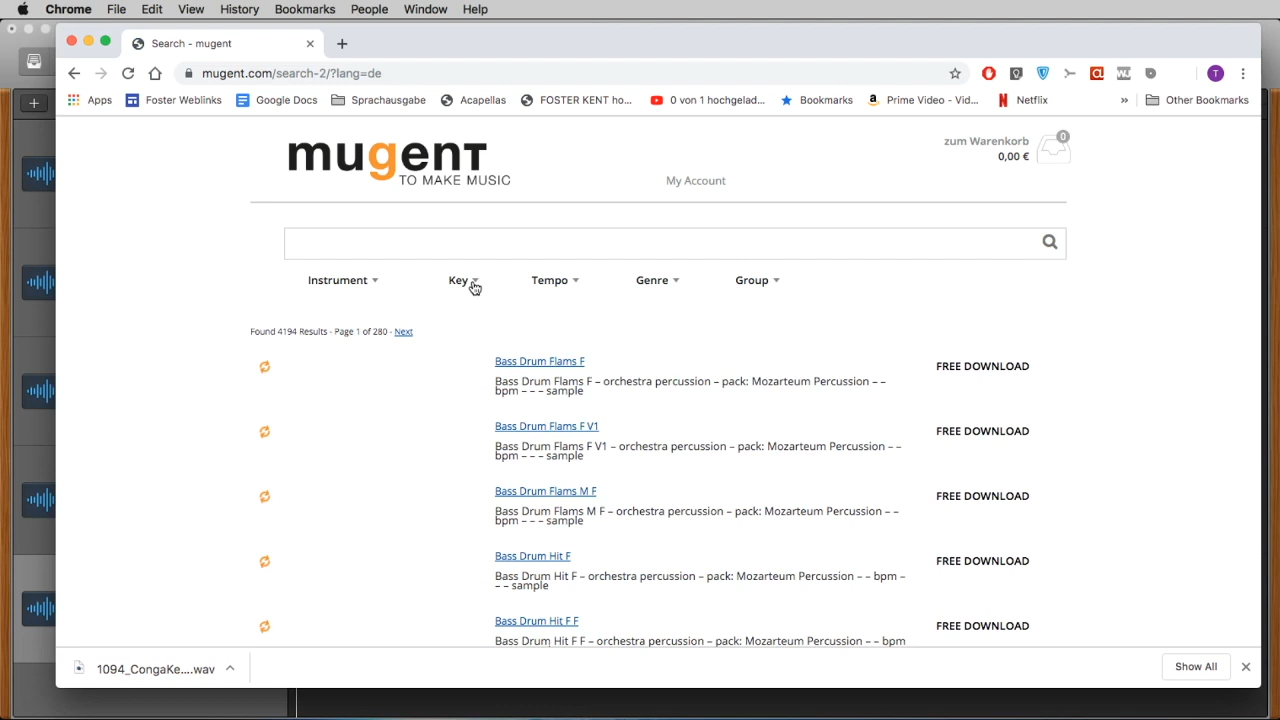 Chrome File Edit View History Bookmarks People Window Help
Search - mugent
mugent.com/search-2/?lang=de
T
Apps Foster Weblinks Google Docs Sprachausgabe Acapellas FOSTER KENT ho... 0 von 1 hochgelad... Bookmarks Prime Video - Vid... Netflix » Other Bookmarks
mugent
TO MAKE MUSIC
My Account
zum Warenkorb 0
0,00 €
Instrument Key Tempo Genre Group
Found 4194 Results - Page 1 of 280 - Next
Bass Drum Flams F
Bass Drum Flams F – orchestra percussion – pack: Mozarteum Percussion – –
bpm – – – sample
FREE DOWNLOAD
Bass Drum Flams F V1
Bass Drum Flams F V1 – orchestra percussion – pack: Mozarteum Percussion – –
bpm – – – sample
FREE DOWNLOAD
Bass Drum Flams M F
Bass Drum Flams M F – orchestra percussion – pack: Mozarteum Percussion – –
bpm – – – sample
FREE DOWNLOAD
Bass Drum Hit F
Bass Drum Hit F – orchestra percussion – pack: Mozarteum Percussion – – bpm –
– – sample
FREE DOWNLOAD
Bass Drum Hit F F
Bass Drum Hit F F – orchestra percussion – pack: Mozarteum Percussion – – bpm
FREE DOWNLOAD
1094_CongaKe....wav
Show All